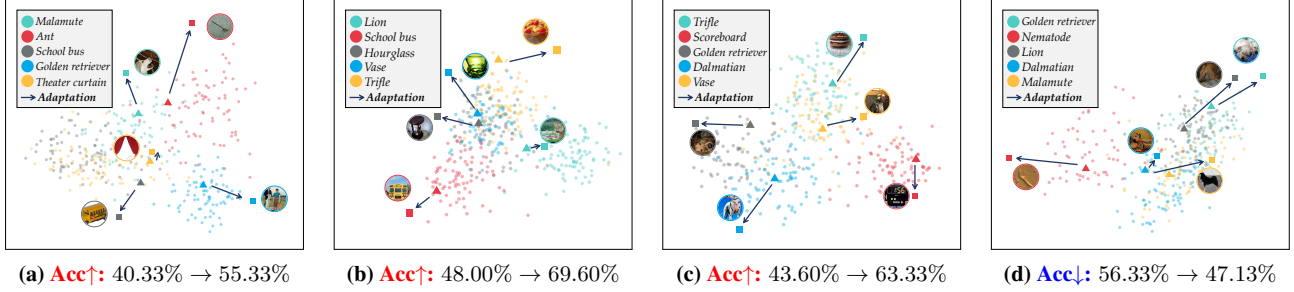 Malamute
Ant
School bus
Golden retriever
Theater curtain
Adaptation
(a) Acc↑: 40.33% → 55.33%
Lion
School bus
Hourglass
Vase
Trifle
Adaptation
(b) Acc↑: 48.00% → 69.60%
Trifle
Scoreboard
Golden retriever
Dalmatian
Vase
Adaptation
(c) Acc↑: 43.60% → 63.33%
Golden retriever
Nematode
Lion
Dalmatian
Malamute
Adaptation
(d) Acc↓: 56.33% → 47.13%